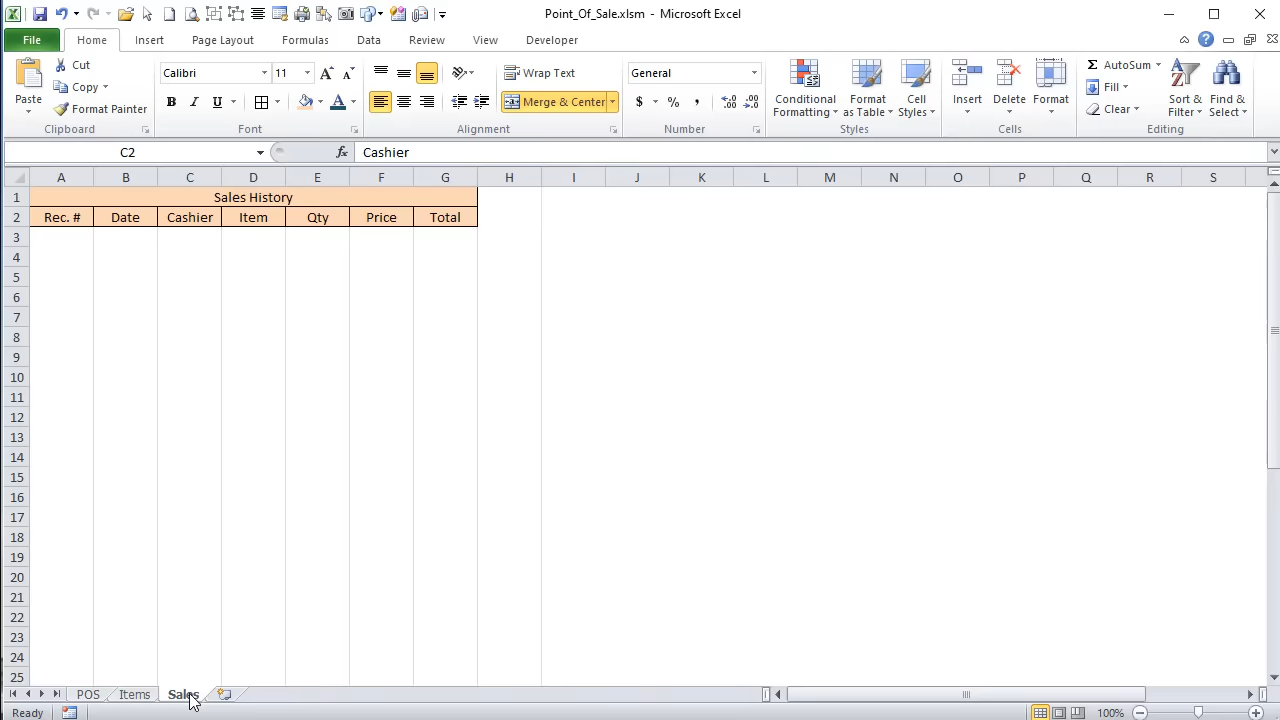 Point_Of_Sale.xlsm - Microsoft Excel
File Home Insert Page Layout Formulas Data Review View Developer
Paste
Cut
Copy
Format Painter
Clipboard
Calibri 11
B I U A
Font
Wrap Text
Merge & Center
Alignment
General
$ % ,
Number
Conditional Formatting
Format as Table
Cell Styles
Styles
Insert
Delete
Format
Cells
Σ AutoSum
Fill
Clear
Sort & Filter
Find & Select
Editing
C2 fx Cashier
A B C D E F G H I J K L M N O P Q R S
1 Sales History
2 Rec. # Date Cashier Item Qty Price Total
3
4
5
6
7
8
9
10
11
12
13
14
15
16
17
18
19
20
21
22
23
24
25
POS Items Sales
Ready 100%